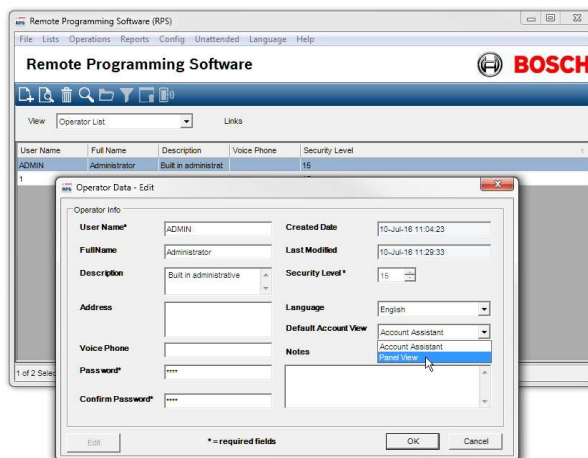 Remote Programming Software (RPS)
File Lists Operations Reports Config Unattended Language Help
Remote Programming Software
BOSCH
View Operator List Links
User Name Full Name Description Voice Phone Security Level
ADMIN Administrator Built in administrat 15
1
Operator Data - Edit
Operator Info
User Name* ADMIN Created Date 10-Jul-16 11:04:23
FullName Administrator Last Modified 10-Jul-16 11:29:33
Description Built in administrative Security Level * 15
Address Language English
Default Account View Account Assistant
Account Assistant
Voice Phone Notes Panel View
1 of 2 Selec
Password* ****
Confirm Password* ****
Edit * = required fields OK Cancel